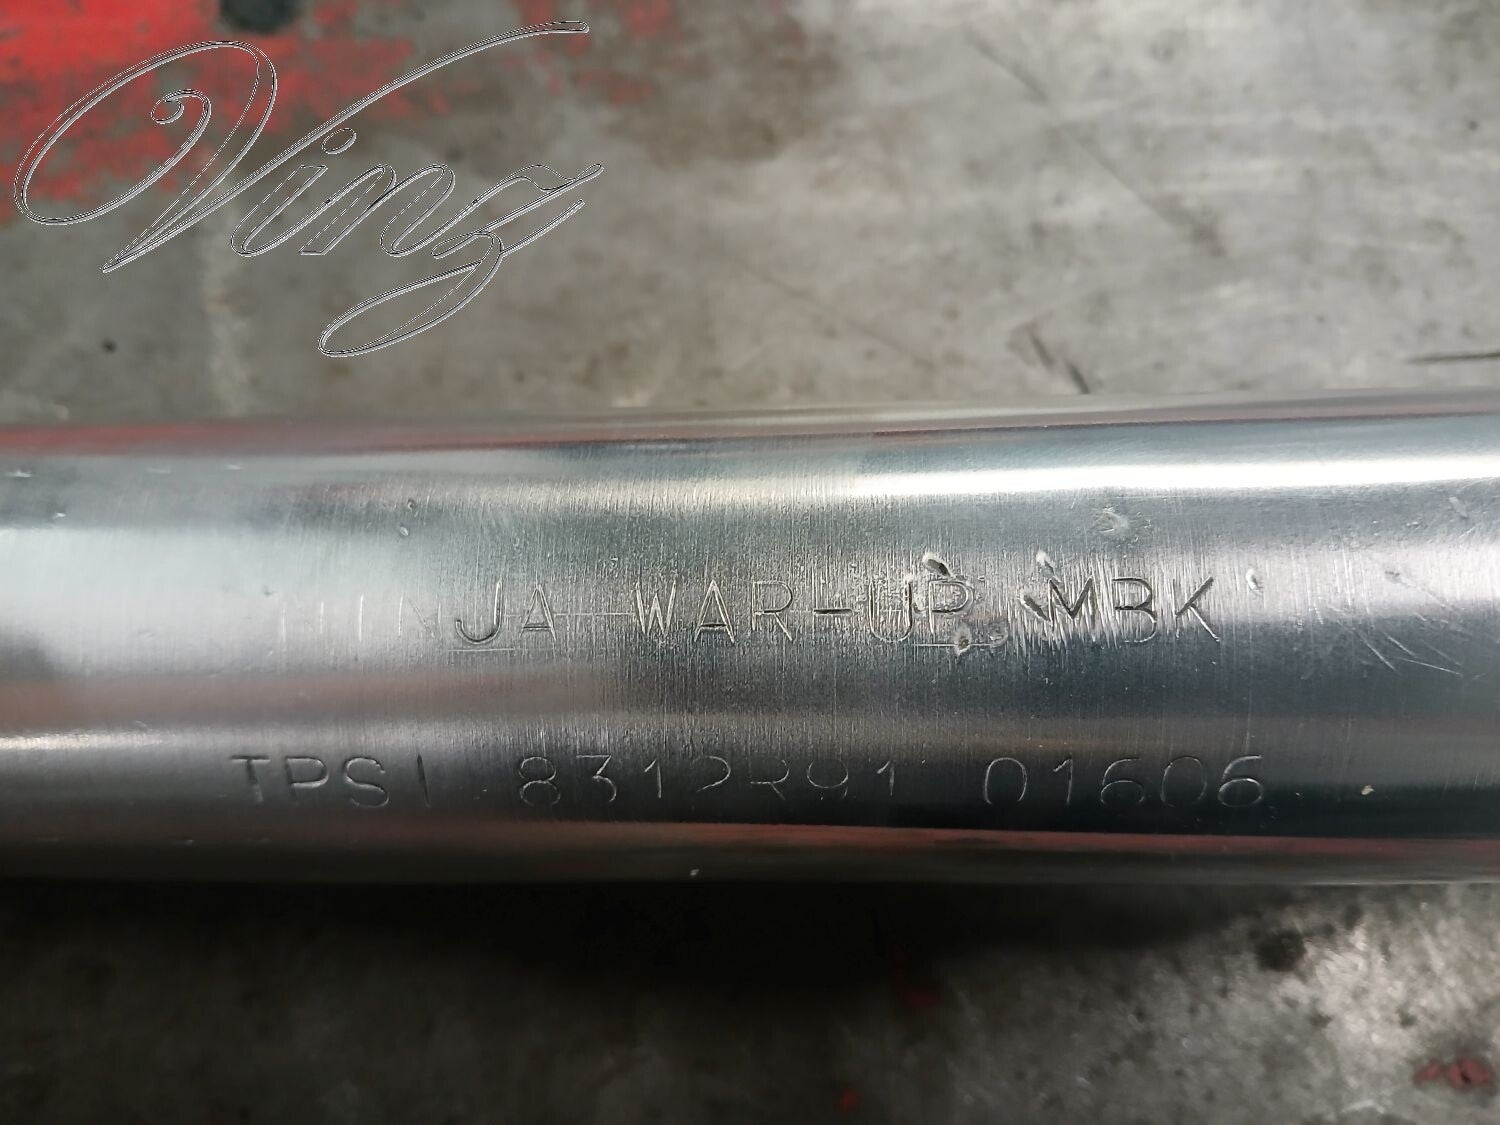 Vinz
NINJA WAR-UP MBK
TPSI 8312R91 01606